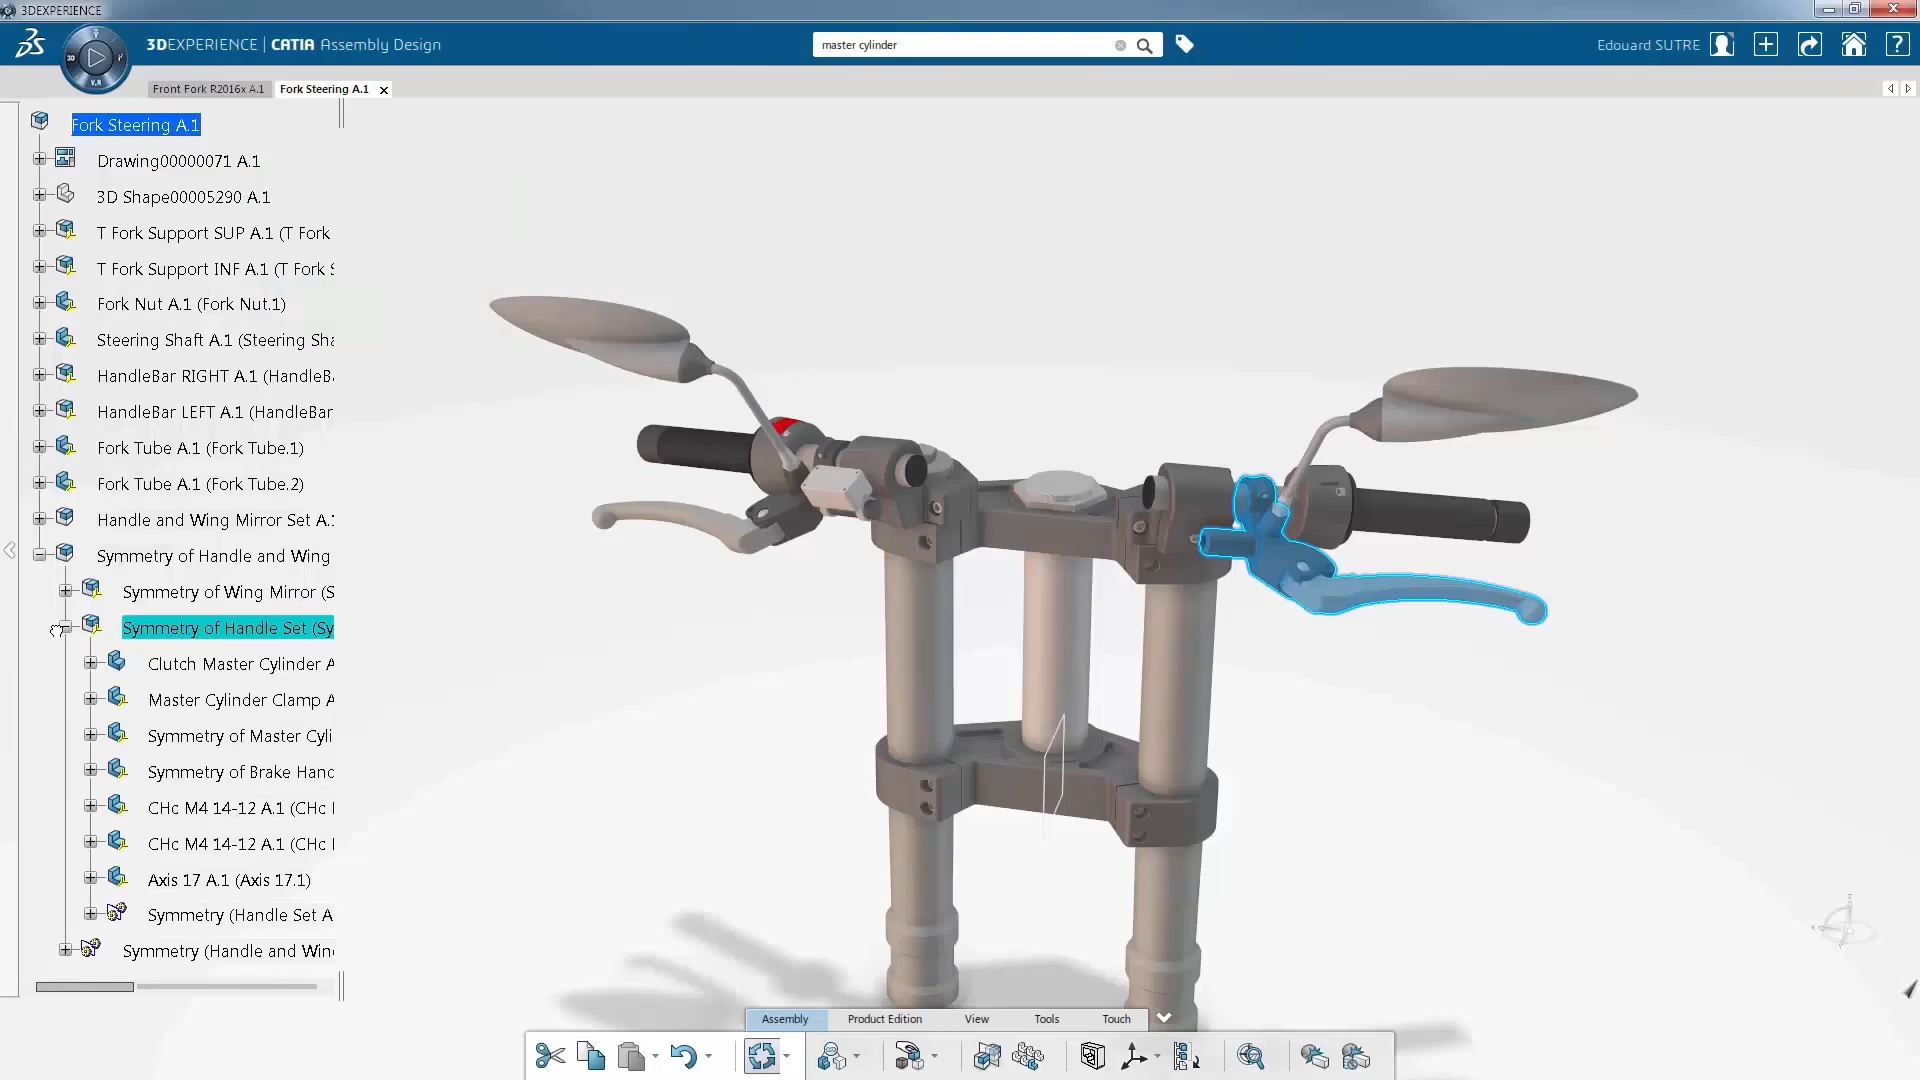 3DEXPERIENCE
3DEXPERIENCE | CATIA Assembly Design
master cylinder
Edouard SUTRE
3D
V.R
Front Fork R2016x A.1
Fork Steering A.1
Fork Steering A.1
Drawing00000071 A.1
3D Shape00005290 A.1
T Fork Support SUP A.1 (T Fork
T Fork Support INF A.1 (T Fork S
Fork Nut A.1 (Fork Nut.1)
Steering Shaft A.1 (Steering Sha
HandleBar RIGHT A.1 (HandleBa
HandleBar LEFT A.1 (HandleBar
Fork Tube A.1 (Fork Tube.1)
Fork Tube A.1 (Fork Tube.2)
Handle and Wing Mirror Set A.1
Symmetry of Handle and Wing
Symmetry of Wing Mirror (S
Symmetry of Handle Set (Sy
Clutch Master Cylinder A
Master Cylinder Clamp A
Symmetry of Master Cyli
Symmetry of Brake Hand
CHc M4 14-12 A.1 (CHc
CHc M4 14-12 A.1 (CHc
Axis 17 A.1 (Axis 17.1)
Symmetry (Handle Set A
Symmetry (Handle and Wing
Assembly
Product Edition
View
Tools
Touch